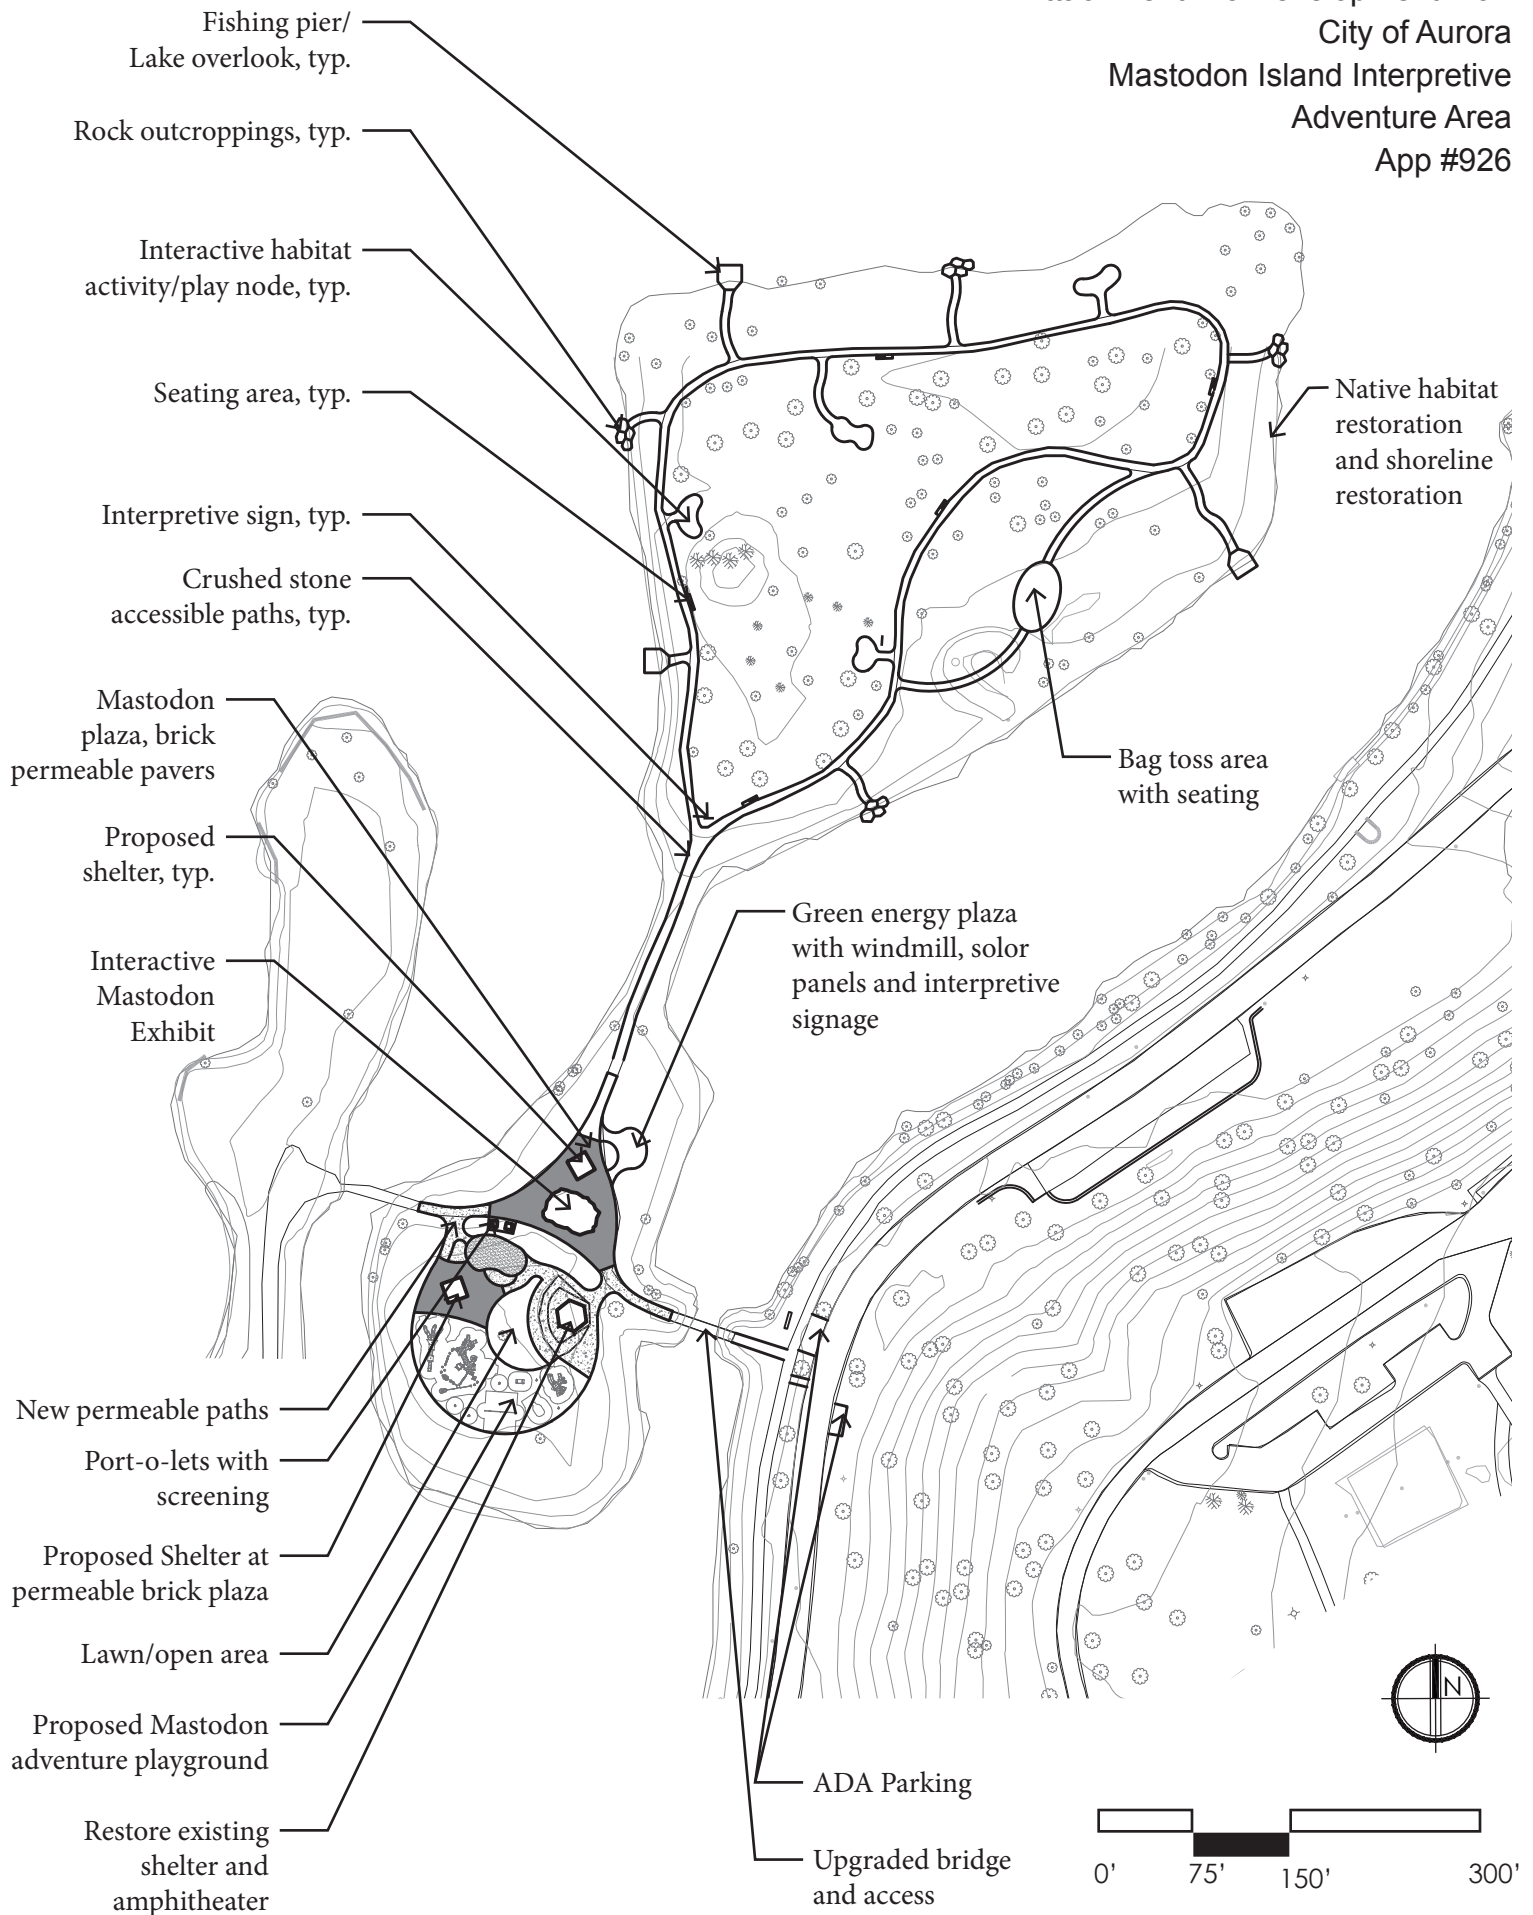 City of Aurora
Mastodon Island Interpretive
Adventure Area
App #926
Fishing pier/
Lake overlook, typ.
Rock outcroppings, typ.
Interactive habitat
activity/play node, typ.
Seating area, typ.
Interpretive sign, typ.
Crushed stone
accessible paths, typ.
Mastodon
plaza, brick
permeable pavers
Proposed
shelter, typ.
Interactive
Mastodon
Exhibit
Native habitat
restoration
and shoreline
restoration
Bag toss area
with seating
Green energy plaza
with windmill, solor
panels and interpretive
signage
New permeable paths
Port-o-lets with
screening
Proposed Shelter at
permeable brick plaza
Lawn/open area
Proposed Mastodon
adventure playground
Restore existing
shelter and
amphitheater
ADA Parking
Upgraded bridge
and access
N
0' 75' 150' 300'